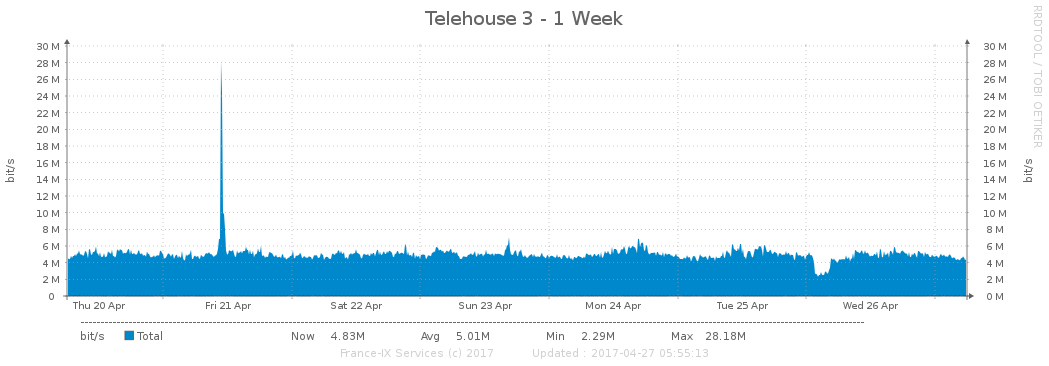 Telehouse 3 - 1 Week
RRDTOOL / TOBI OETIKER
bit/s
30 M
28 M
26 M
24 M
22 M
20 M
18 M
16 M
14 M
12 M
10 M
8 M
6 M
4 M
2 M
0
30 M
28 M
26 M
24 M
22 M
20 M
18 M
16 M
14 M
12 M
10 M
8 M
6 M
4 M
2 M
0 M
bit/s
Thu 20 Apr Fri 21 Apr Sat 22 Apr Sun 23 Apr Mon 24 Apr Tue 25 Apr Wed 26 Apr
bit/s Total Now 4.83M Avg 5.01M Min 2.29M Max 28.18M
France-IX Services (c) 2017 Updated : 2017-04-27 05:55:13